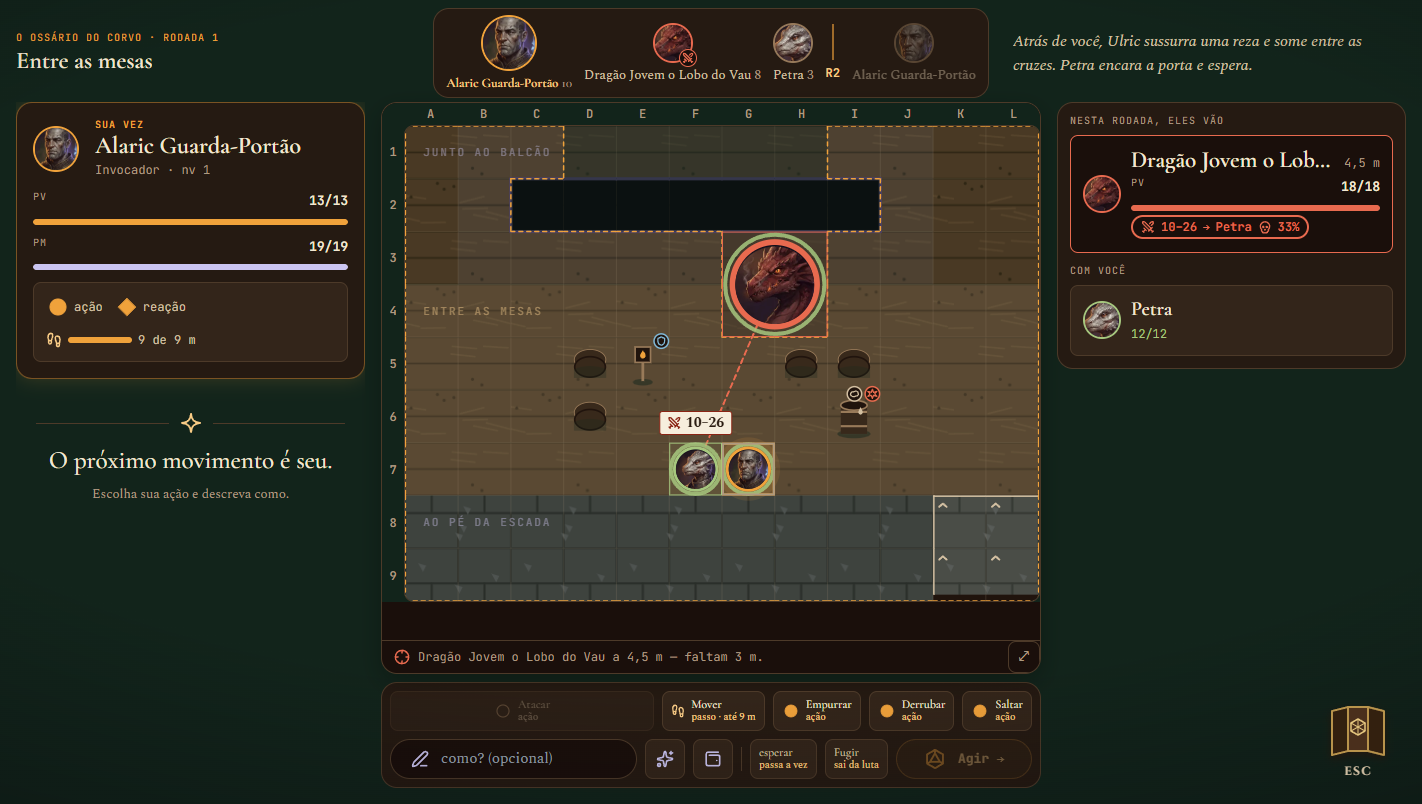 O OSSÁRIO DO CORVO · RODADA 1
Entre as mesas
Alaric Guarda-Portão 10
Dragão Jovem o Lobo do Vau 8
Petra 3
R2
Alaric Guarda-Portão
Atrás de você, Ulric sussurra uma reza e some entre as
cruzes. Petra encara a porta e espera.
SUA VEZ
Alaric Guarda-Portão
Invocador · nv 1
PV
13/13
PM
19/19
ação
reação
9 de 9 m
O próximo movimento é seu.
Escolha sua ação e descreva como.
A B C D E F G H I J K L
1
JUNTO AO BALCÃO
2
3
4
ENTRE AS MESAS
5
6
10–26
7
8
AO PÉ DA ESCADA
9
Dragão Jovem o Lobo do Vau a 4,5 m — faltam 3 m.
Atacar
ação
Mover
passo · até 9 m
Empurrar
ação
Derrubar
ação
Saltar
ação
como? (opcional)
esperar
passa a vez
Fugir
sai da luta
Agir →
NESTA RODADA, ELES VÃO
Dragão Jovem o Lob... 4,5 m
PV
18/18
10–26 → Petra 33%
COM VOCÊ
Petra
12/12
ESC